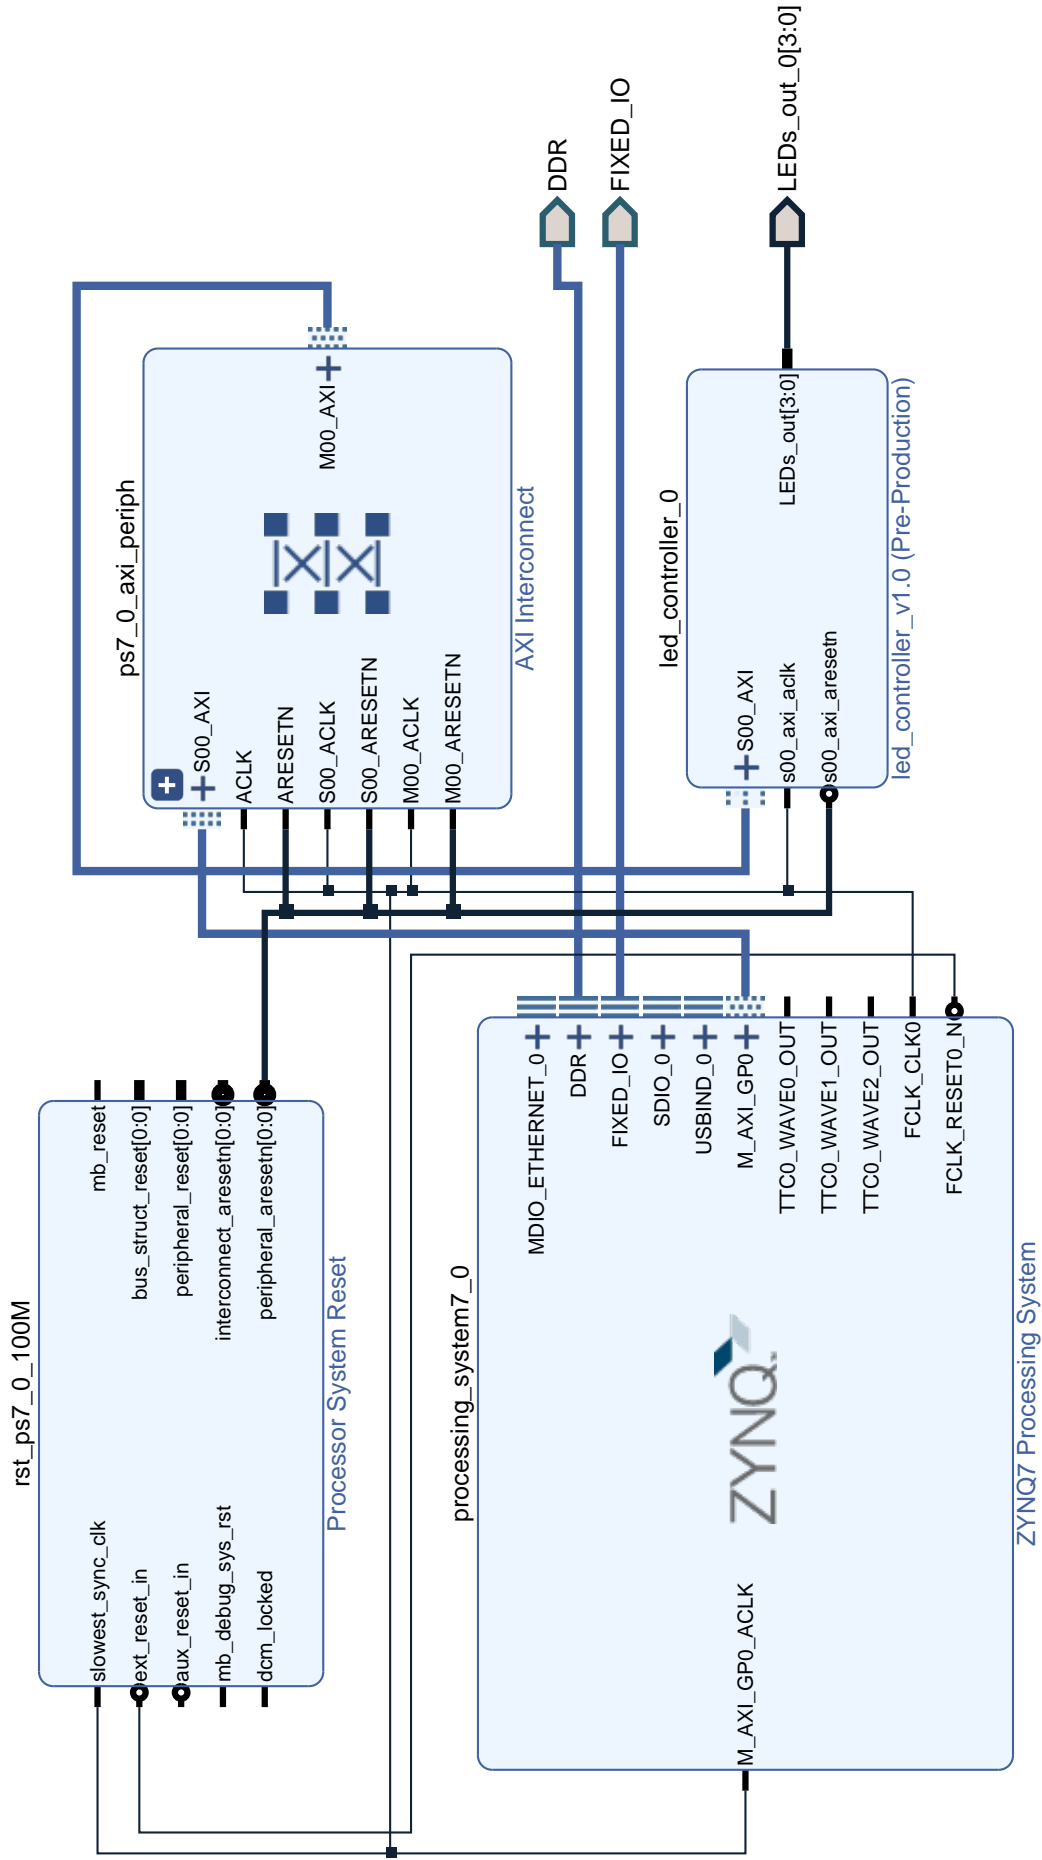 rst_ps7_0_100M
slowest_sync_clk
ext_reset_in
aux_reset_in
mb_debug_sys_rst
dcm_locked
mb_reset
bus_struct_reset[0:0]
peripheral_reset[0:0]
interconnect_aresetn[0:0]
peripheral_aresetn[0:0]
Processor System Reset
processing_system7_0
M_AXI_GP0_ACLK
ZYNQ
MDIO_ETHERNET_0
DDR
FIXED_IO
SDIO_0
USBIND_0
M_AXI_GP0
TTC0_WAVE0_OUT
TTC0_WAVE1_OUT
TTC0_WAVE2_OUT
FCLK_CLK0
FCLK_RESET0_N
ZYNQ7 Processing System
ps7_0_axi_periph
S00_AXI
ACLK
ARESETN
S00_ACLK
S00_ARESETN
M00_ACLK
M00_ARESETN
M00_AXI
AXI Interconnect
led_controller_0
S00_AXI
s00_axi_aclk
s00_axi_aresetn
LEDs_out[3:0]
led_controller_v1.0 (Pre-Production)
DDR
FIXED_IO
LEDs_out_0[3:0]